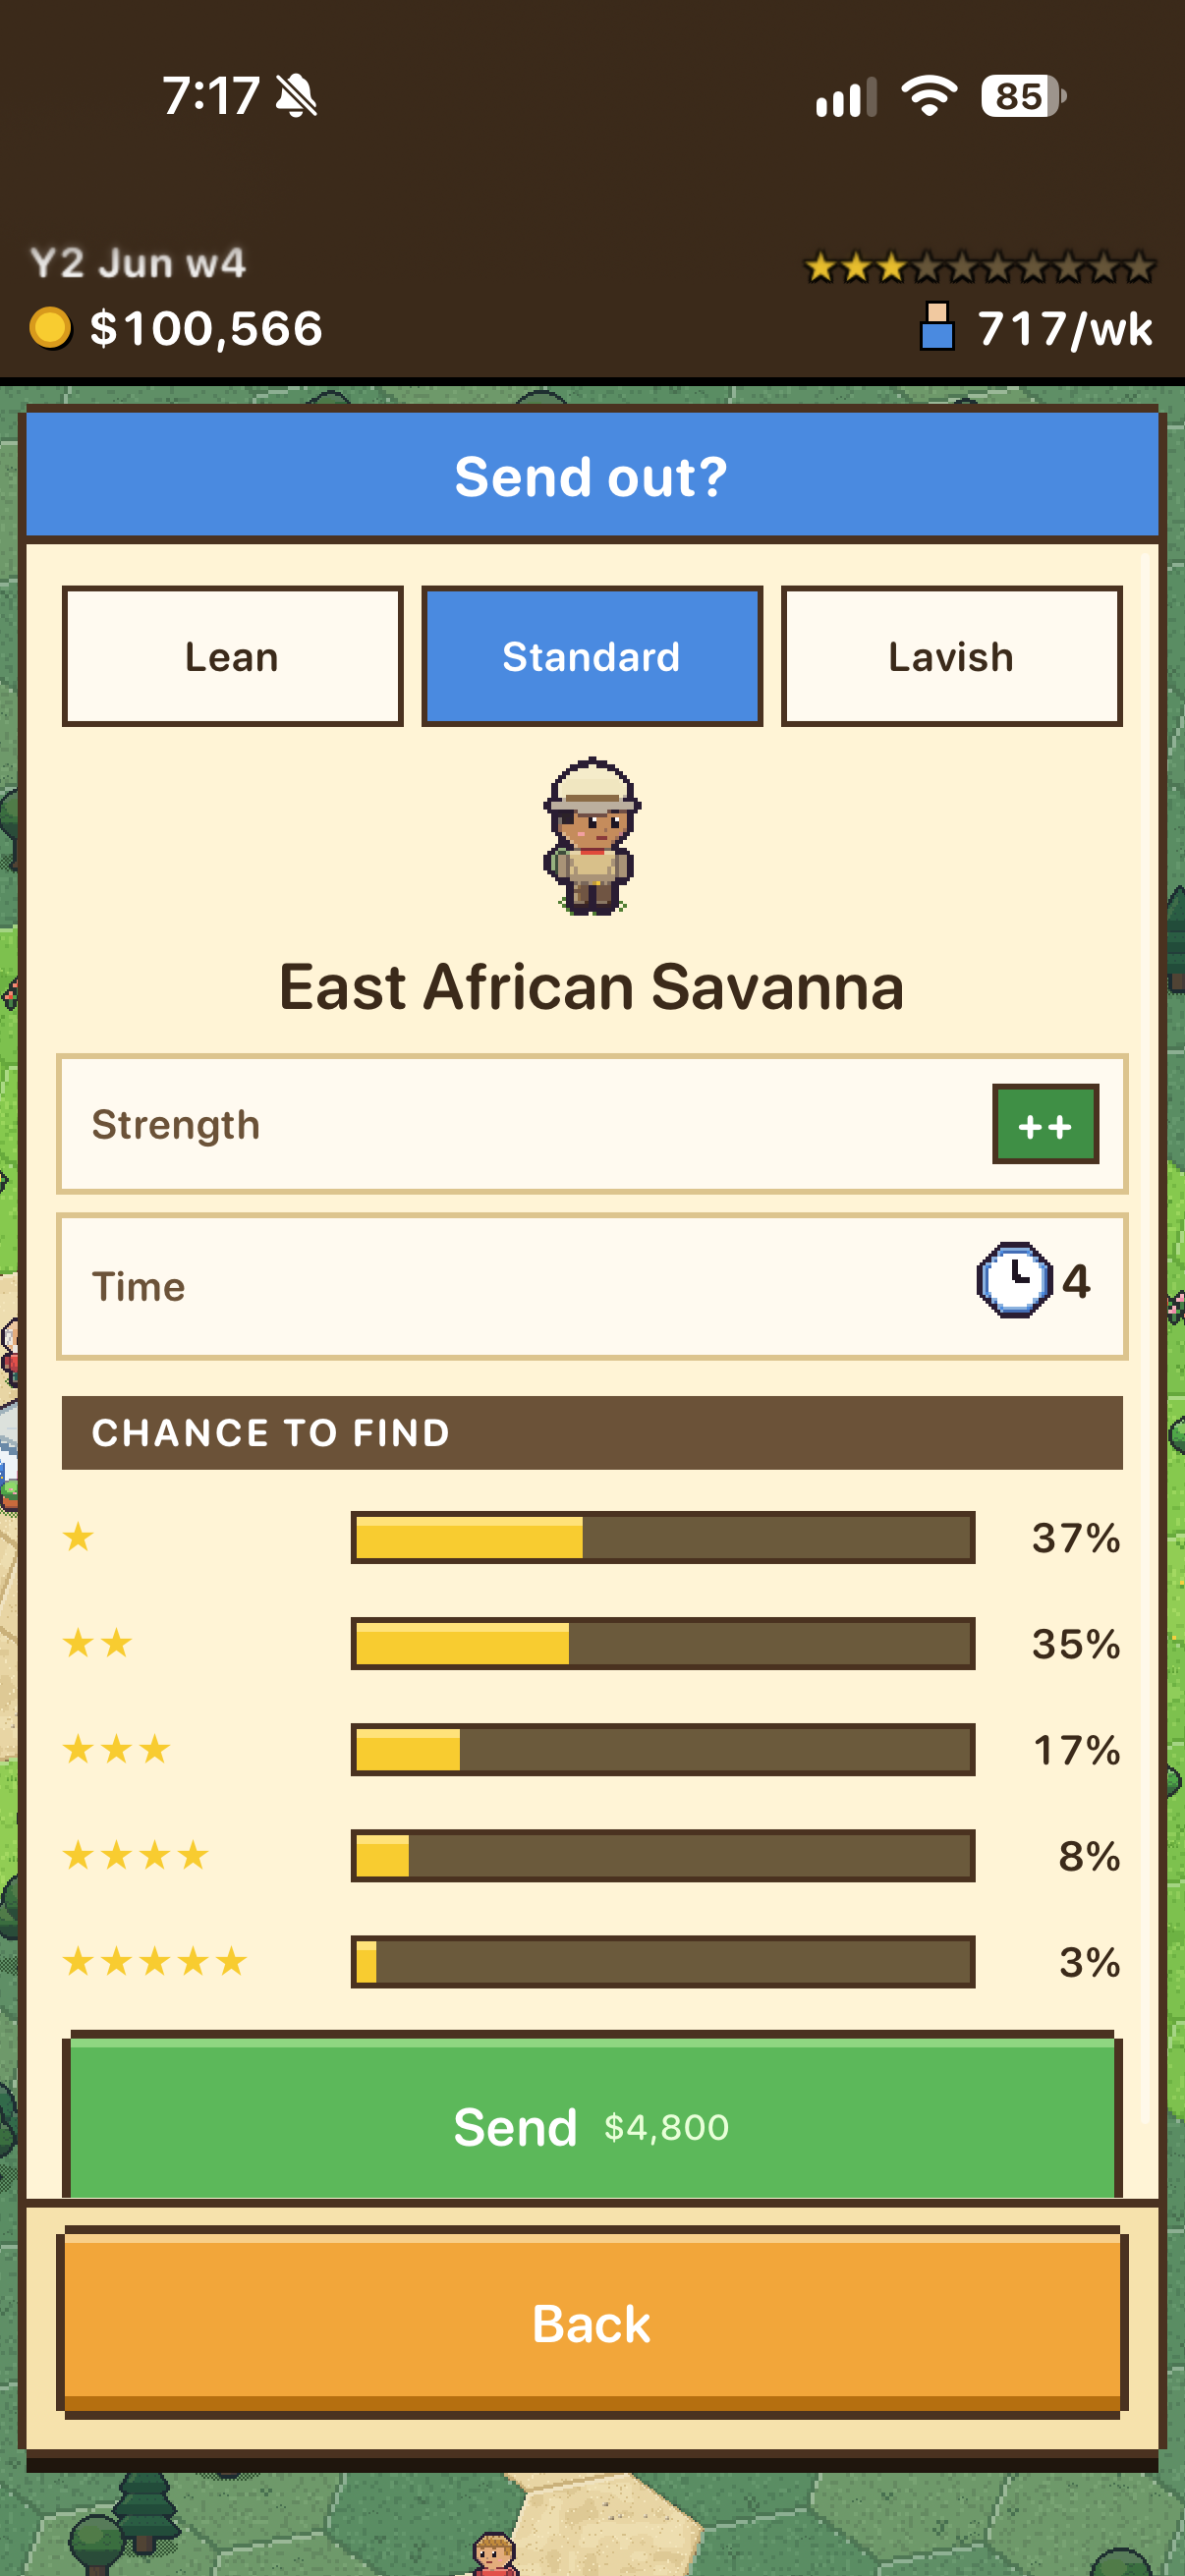 7:17
85
Y2 Jun w4
$100,566
717/wk
Send out?
Lean
Standard
Lavish
East African Savanna
Strength
++
Time
4
CHANCE TO FIND
★ 37%
★★ 35%
★★★ 17%
★★★★ 8%
★★★★★ 3%
Send $4,800
Back